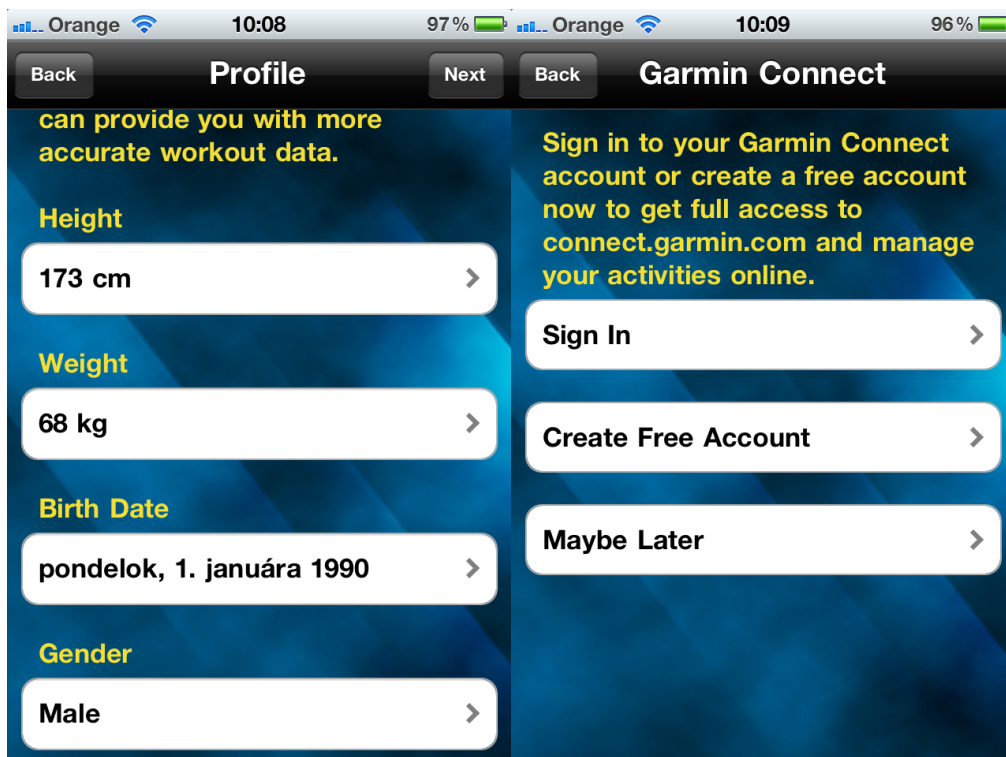 Orange 10:08 97%
Back Profile Next
can provide you with more
accurate workout data.
Height
173 cm
Weight
68 kg
Birth Date
pondelok, 1. januára 1990
Gender
Male
Orange 10:09 96%
Back Garmin Connect
Sign in to your Garmin Connect
account or create a free account
now to get full access to
connect.garmin.com and manage
your activities online.
Sign In
Create Free Account
Maybe Later